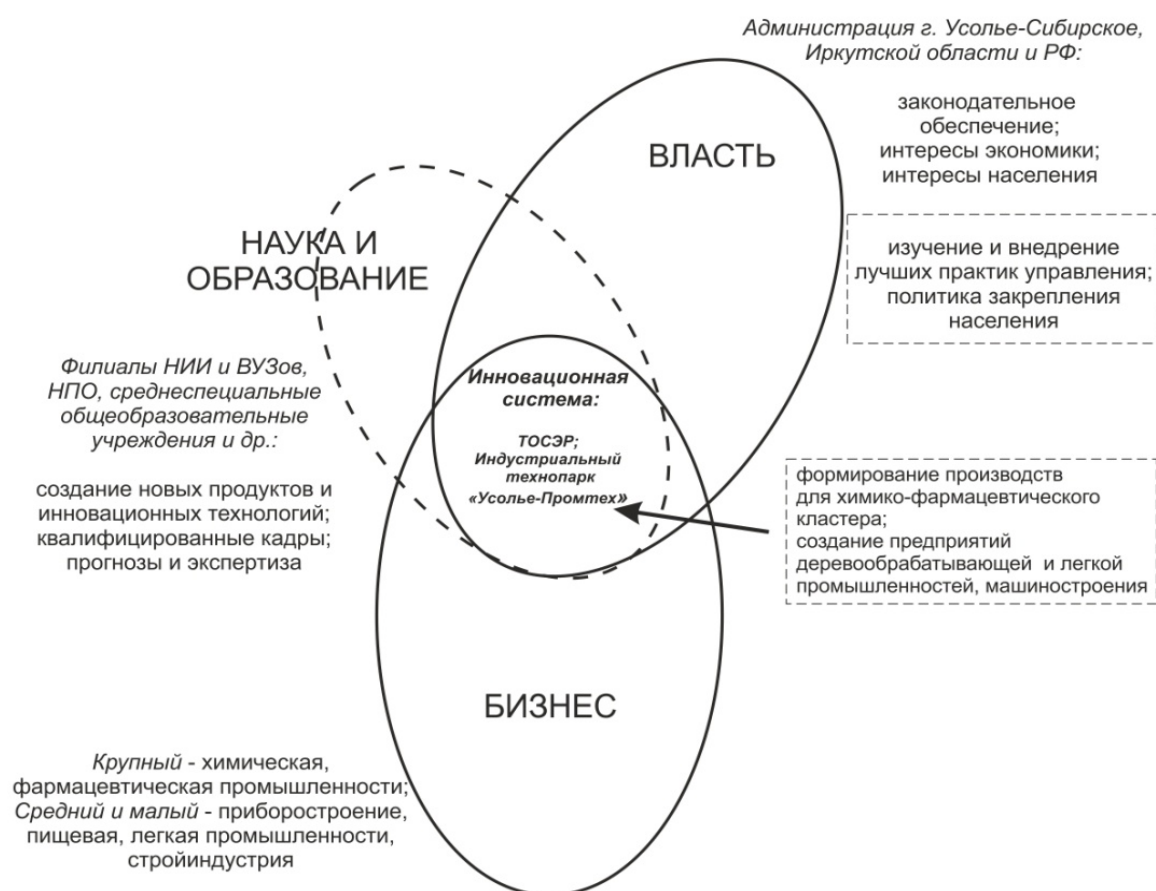 Администрация г. Усолье-Сибирское,
Иркутской области и РФ:
законодательное
обеспечение;
интересы экономики;
интересы населения
ВЛАСТЬ
изучение и внедрение
лучших практик управления;
политика закрепления
населения
НАУКА И
ОБРАЗОВАНИЕ
Филиалы НИИ и ВУЗов,
НПО, среднеспециальные
общеобразовательные
учреждения и др.:
создание новых продуктов и
инновационных технологий;
квалифицированные кадры;
прогнозы и экспертиза
Инновационная
система:
ТОСЭР;
Индустриальный
технопарк
«Усолье-Промтех»
формирование производств
для химико-фармацевтического
кластера;
создание предприятий
деревообрабатывающей и легкой
промышленностей, машиностроения
БИЗНЕС
Крупный - химическая,
фармацевтическая промышленности;
Средний и малый - приборостроение,
пищевая, легкая промышленности,
стройиндустрия